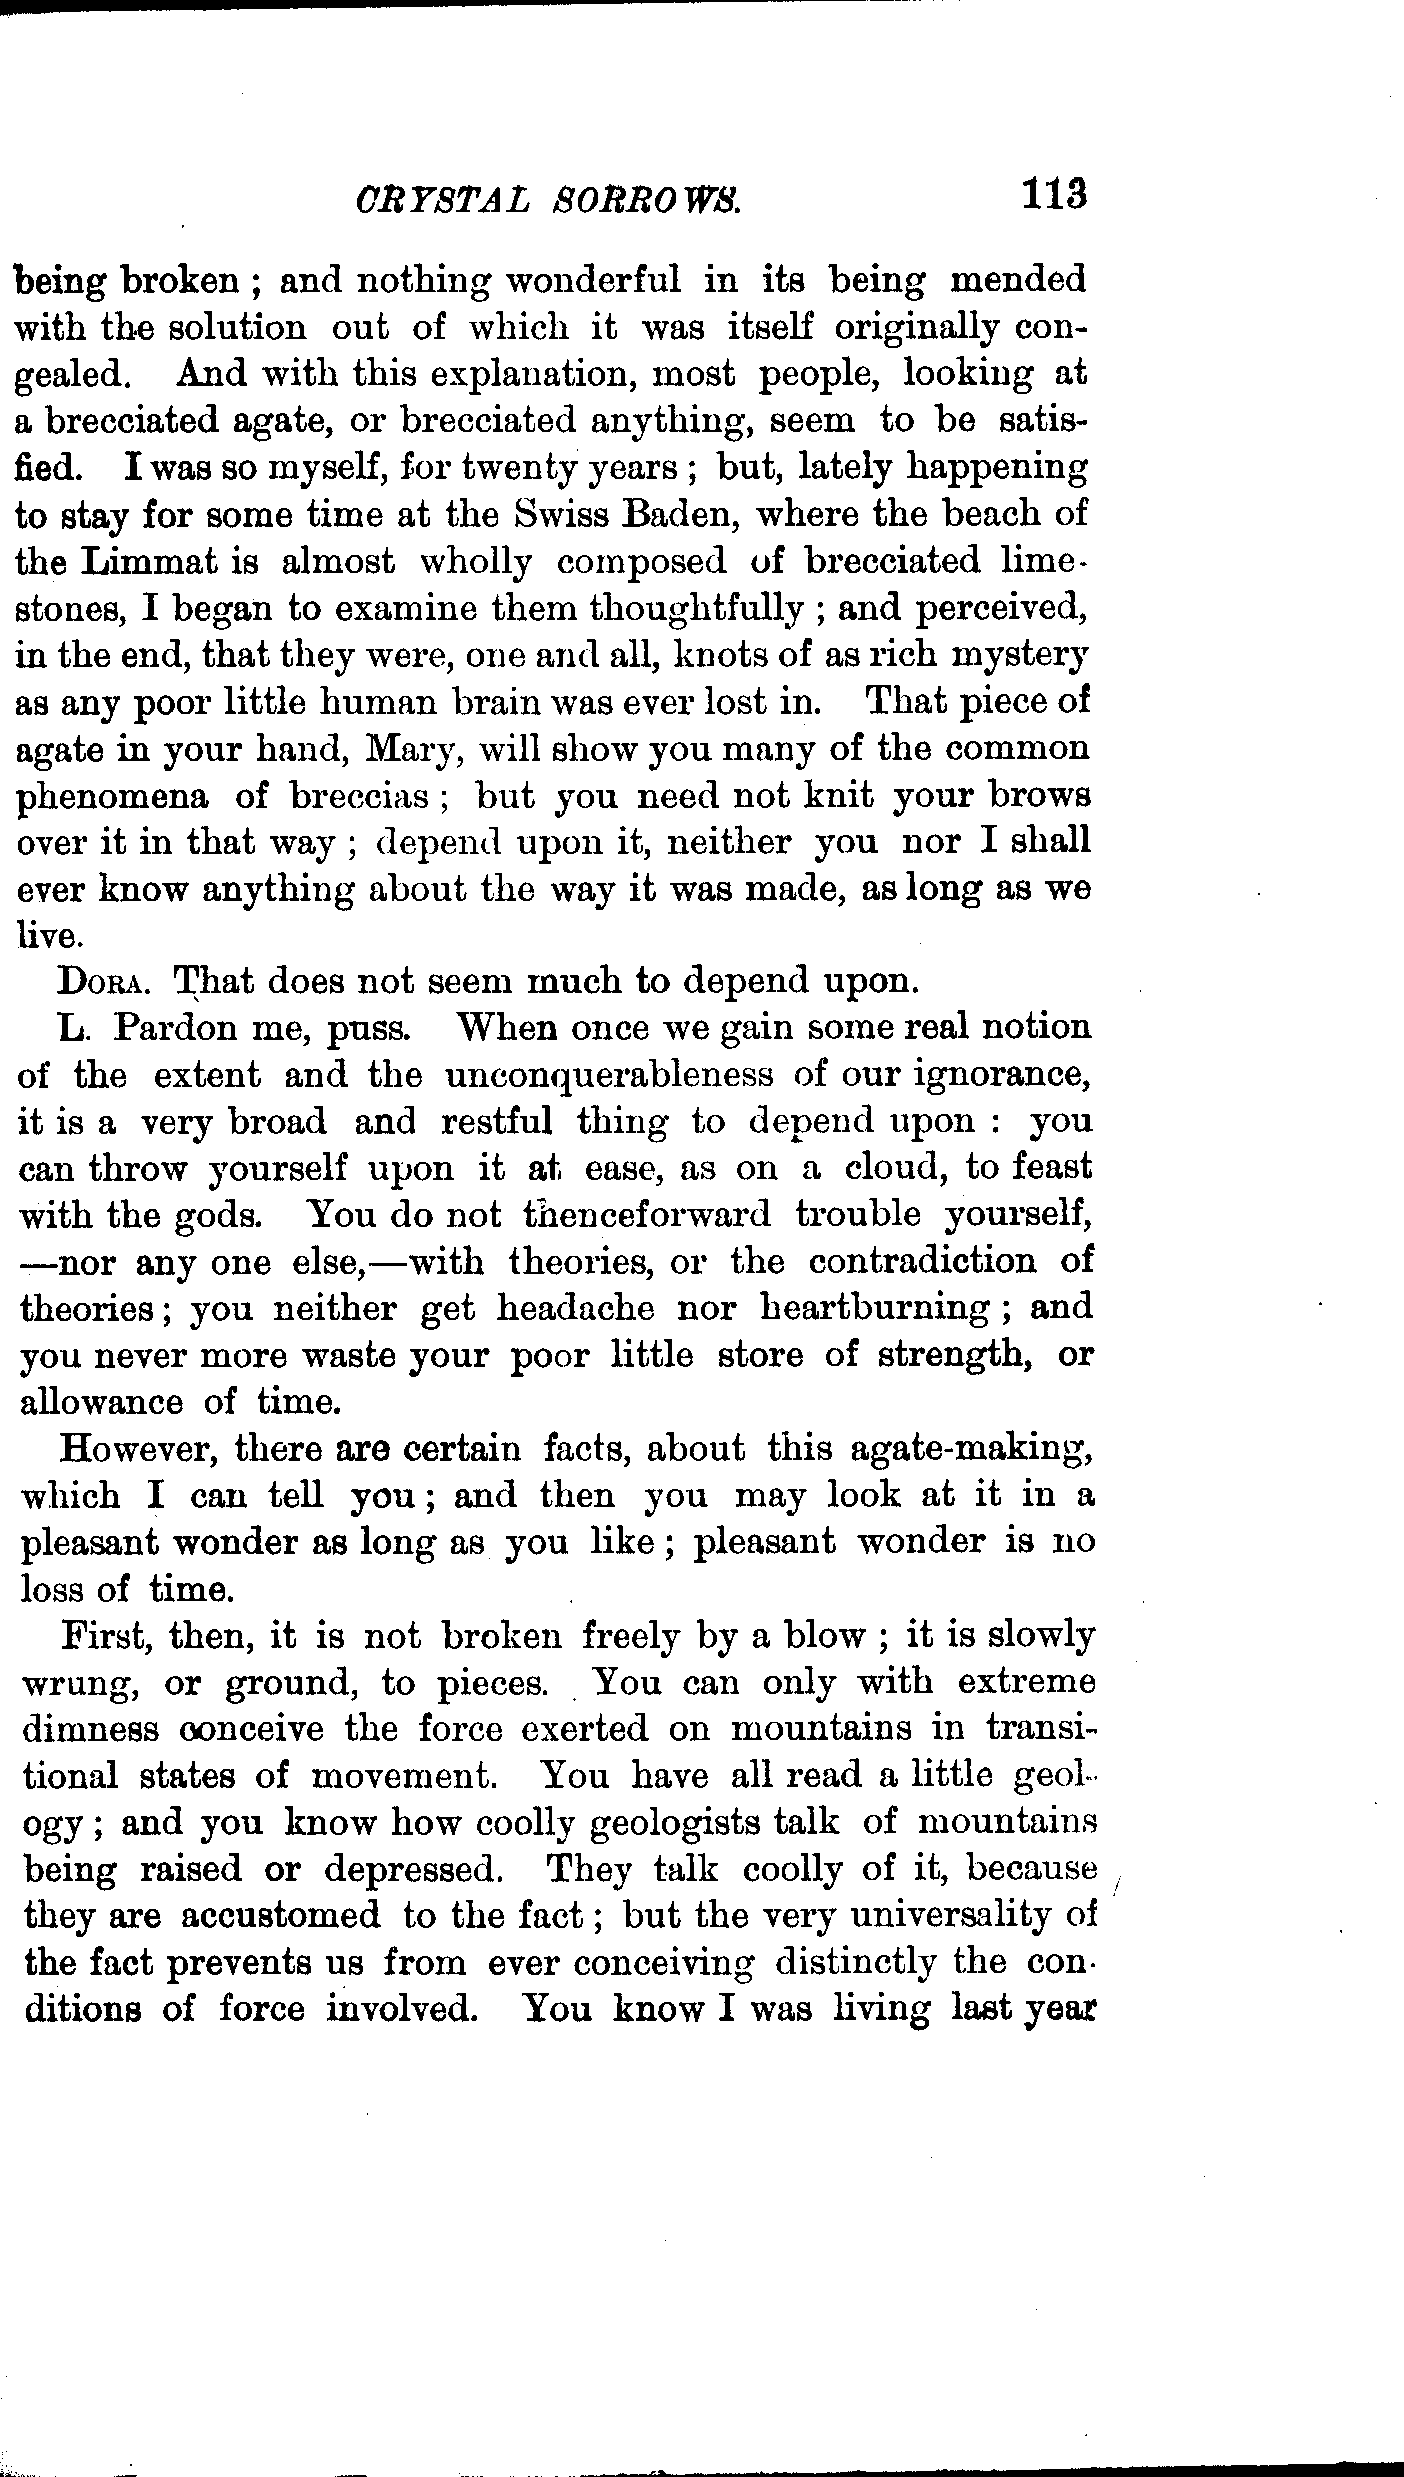 CRYSTAL SORROWS. 113
being broken ; and nothing wonderful in its being mended
with the solution out of which it was itself originally con-
gealed. And with this explanation, most people, looking at
a brecciated agate, or brecciated anything, seem to be satis-
fied. I was so myself, for twenty years ; but, lately happening
to stay for some time at the Swiss Baden, where the beach of
the Limmat is almost wholly composed of brecciated lime-
stones, I began to examine them thoughtfully ; and perceived,
in the end, that they were, one and all, knots of as rich mystery
as any poor little human brain was ever lost in. That piece of
agate in your hand, Mary, will show you many of the common
phenomena of breccias ; but you need not knit your brows
over it in that way ; depend upon it, neither you nor I shall
ever know anything about the way it was made, as long as we
live.
DORA. That does not seem much to depend upon.
L. Pardon me, puss. When once we gain some real notion
of the extent and the unconquerableness of our ignorance,
it is a very broad and restful thing to depend upon : you
can throw yourself upon it at ease, as on a cloud, to feast
with the gods. You do not thenceforward trouble yourself,
—nor any one else,—with theories, or the contradiction of
theories ; you neither get headache nor heartburning ; and
you never more waste your poor little store of strength, or
allowance of time.
However, there are certain facts, about this agate-making,
which I can tell you ; and then you may look at it in a
pleasant wonder as long as you like ; pleasant wonder is no
loss of time.
First, then, it is not broken freely by a blow ; it is slowly
wrung, or ground, to pieces. You can only with extreme
dimness conceive the force exerted on mountains in transi-
tional states of movement. You have all read a little geol-
ogy ; and you know how coolly geologists talk of mountains
being raised or depressed. They talk coolly of it, because
they are accustomed to the fact ; but the very universality of
the fact prevents us from ever conceiving distinctly the con-
ditions of force involved. You know I was living last year